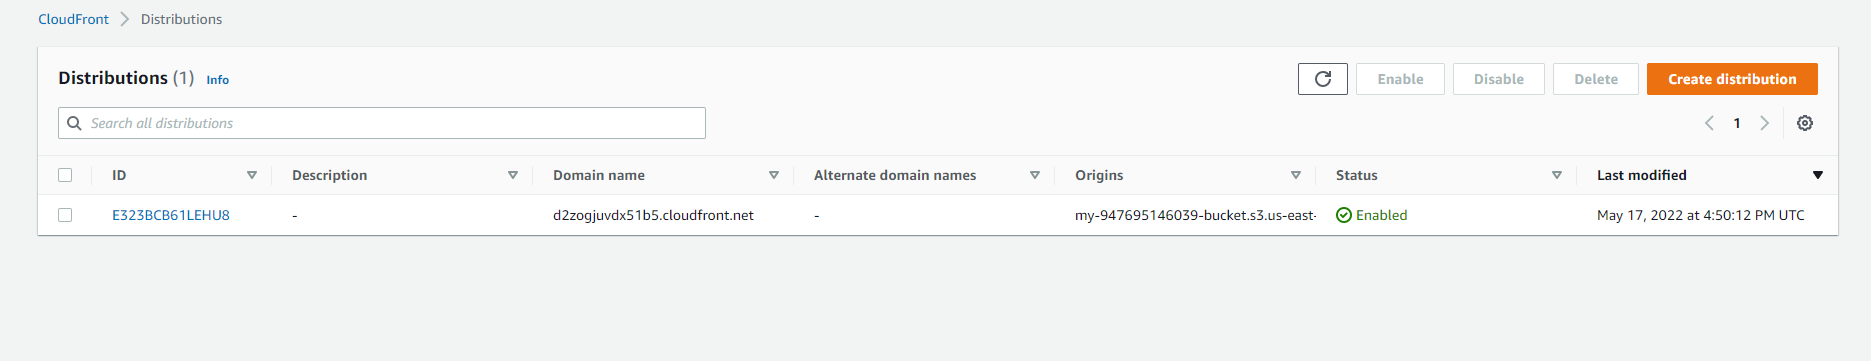 CloudFront > Distributions
Distributions (1) Info
Enable Disable Delete Create distribution
Search all distributions
1
ID Description Domain name Alternate domain names Origins Status Last modified
E323BCB61LEHU8 - d2zogjuvdx51b5.cloudfront.net - my-947695146039-bucket.s3.us-east- Enabled May 17, 2022 at 4:50:12 PM UTC